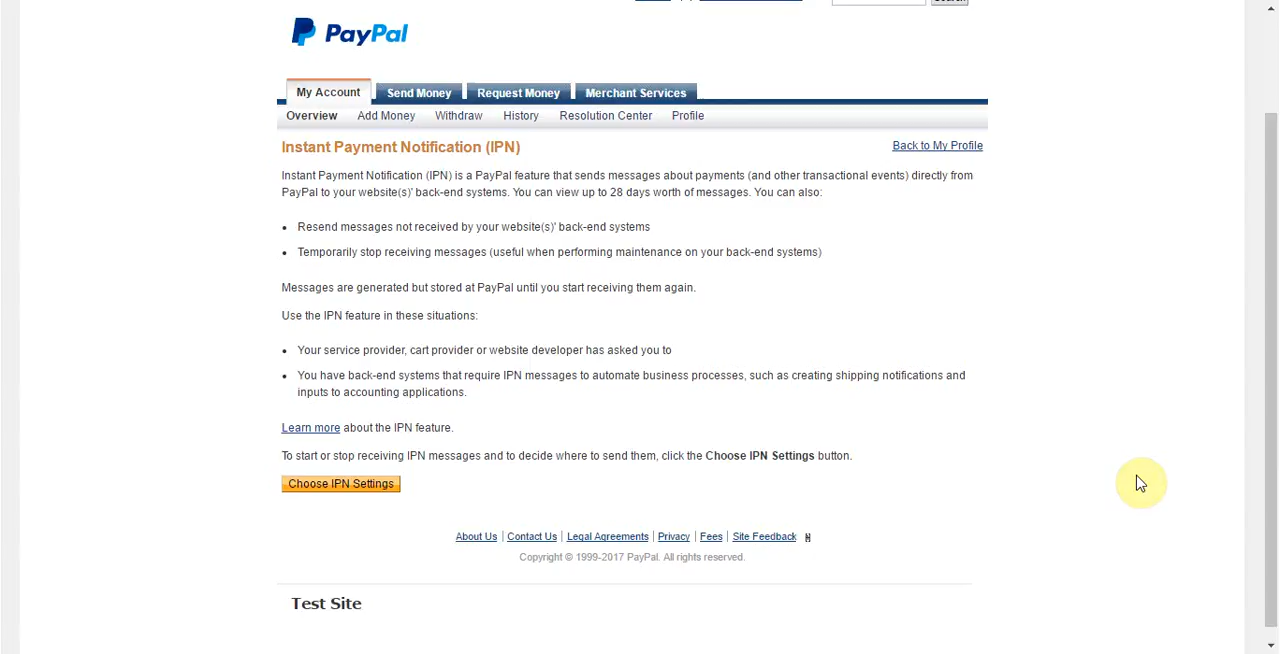 PayPal
My Account Send Money Request Money Merchant Services
Overview Add Money Withdraw History Resolution Center Profile
Instant Payment Notification (IPN) Back to My Profile
Instant Payment Notification (IPN) is a PayPal feature that sends messages about payments (and other transactional events) directly from
PayPal to your website(s)' back-end systems. You can view up to 28 days worth of messages. You can also:
• Resend messages not received by your website(s)' back-end systems
• Temporarily stop receiving messages (useful when performing maintenance on your back-end systems)
Messages are generated but stored at PayPal until you start receiving them again.
Use the IPN feature in these situations:
• Your service provider, cart provider or website developer has asked you to
• You have back-end systems that require IPN messages to automate business processes, such as creating shipping notifications and
inputs to accounting applications.
Learn more about the IPN feature.
To start or stop receiving IPN messages and to decide where to send them, click the Choose IPN Settings button.
Choose IPN Settings
About Us | Contact Us | Legal Agreements | Privacy | Fees | Site Feedback
Copyright © 1999-2017 PayPal. All rights reserved.
Test Site